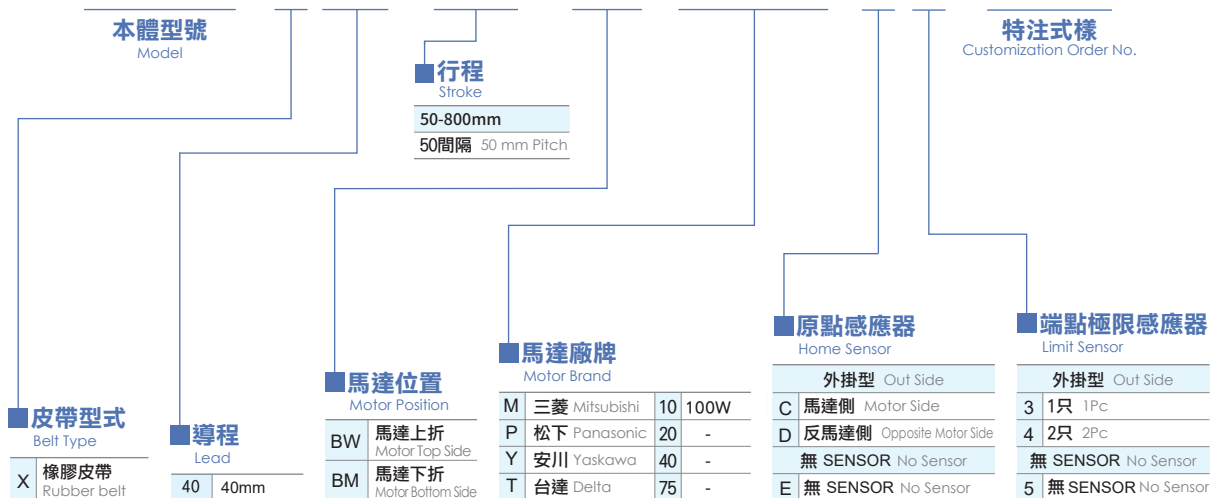 本體型號
Model
特注式樣
Customization Order No.
行程
Stroke
50-800mm
50間隔 50 mm Pitch
皮帶型式
Belt Type
X 橡膠皮帶
Rubber belt
導程
Lead
40 40mm
馬達位置
Motor Position
BW 馬達上折
Motor Top Side
BM 馬達下折
Motor Bottom Side
馬達廠牌
Motor Brand
M 三菱 Mitsubishi 10 100W
P 松下 Panasonic 20 -
Y 安川 Yaskawa 40 -
T 台達 Delta 75 -
原點感應器
Home Sensor
外掛型 Out Side
C 馬達側 Motor Side
D 反馬達側 Opposite Motor Side
無 SENSOR No Sensor
E 無 SENSOR No Sensor
端點極限感應器
Limit Sensor
外掛型 Out Side
3 1只 1Pc
4 2只 2Pc
無 SENSOR No Sensor
5 無 SENSOR No Sensor